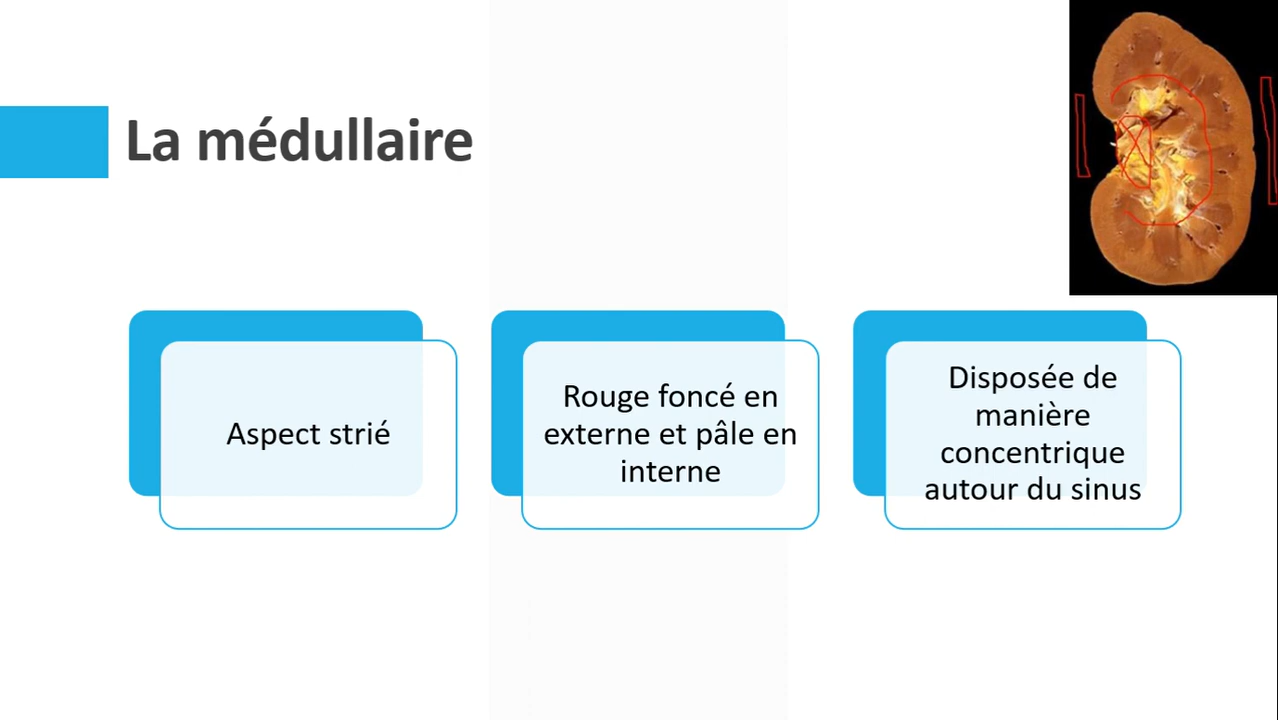 La médullaire
Aspect strié
Rouge foncé en
externe et pâle en
interne
Disposée de
manière
concentrique
autour du sinus